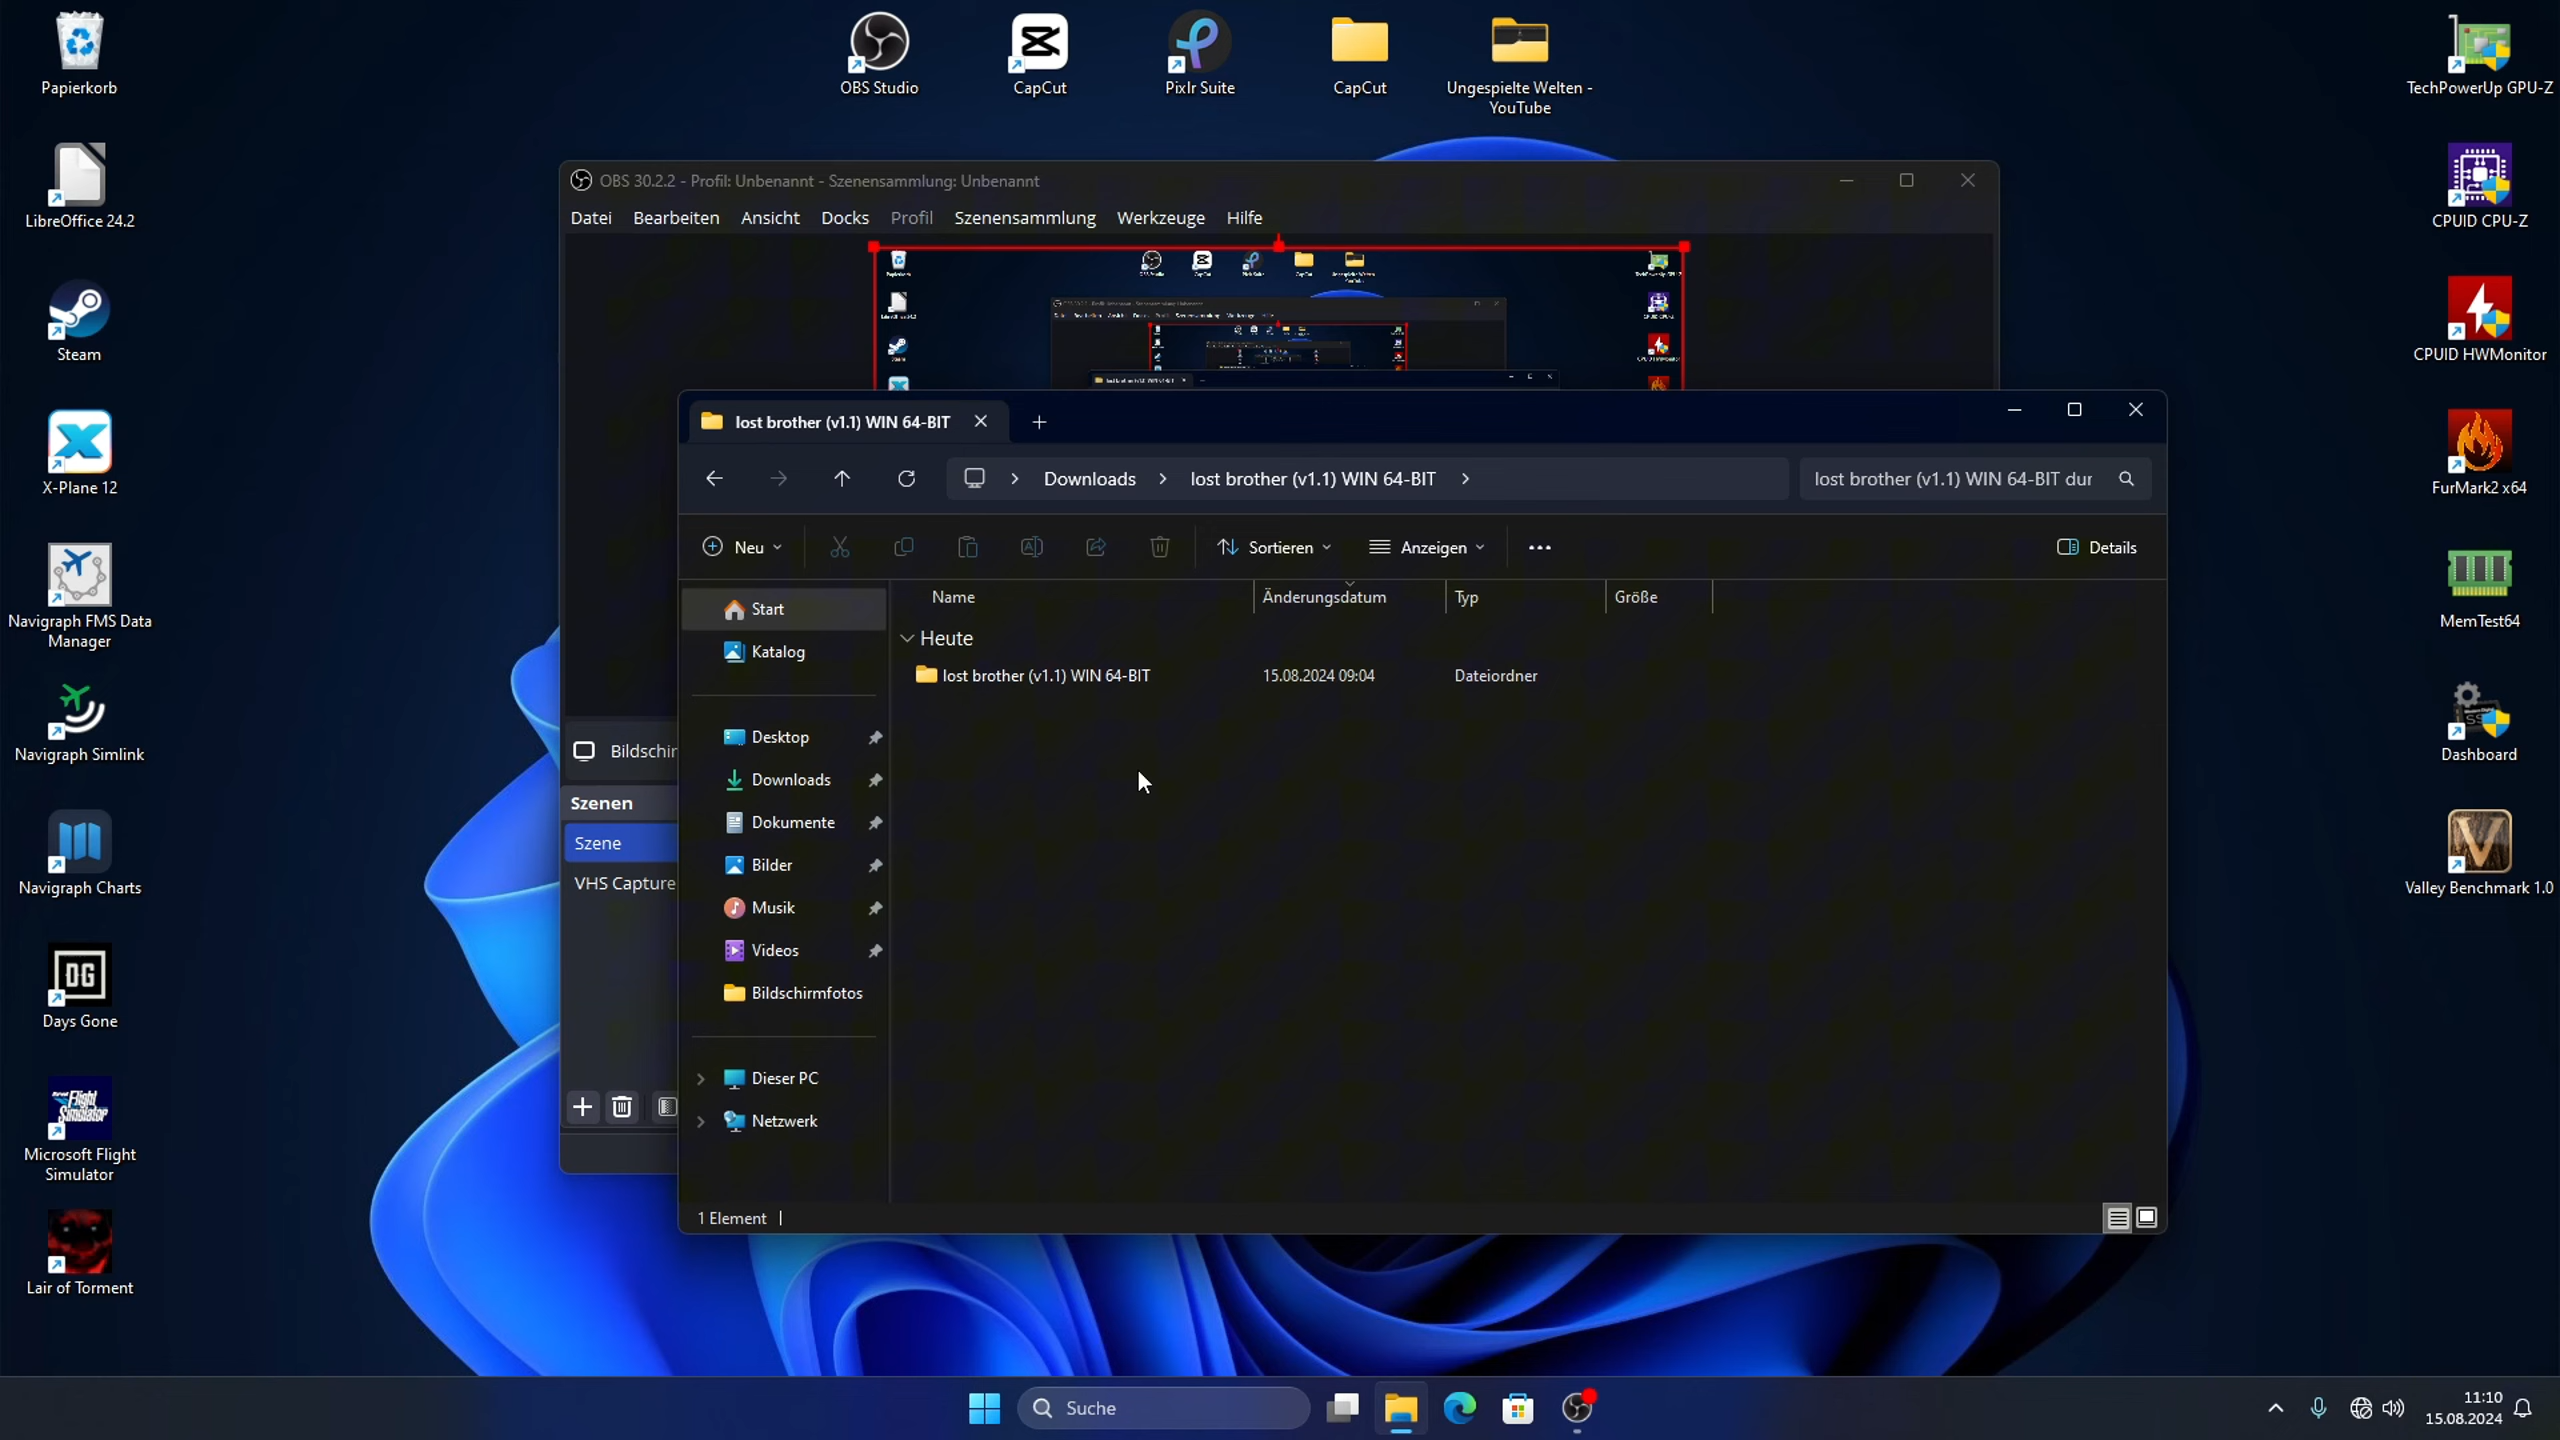 Papierkorb
LibreOffice 24.2
Steam
X-Plane 12
Navigraph FMS Data
Manager
Navigraph Simlink
Navigraph Charts
DG
Days Gone
Flight
Simulator
Microsoft Flight
Simulator
Lair of Torment
OBS Studio
CapCut
Pixlr Suite
CapCut
Ungespielte Welten -
YouTube
TechPowerUp GPU-Z
CPUID CPU-Z
CPUID HWMonitor
FurMark2 x64
MemTest64
Dashboard
Valley Benchmark 1.0
OBS 30.2.2 - Profil: Unbenannt - Szenensammlung: Unbenannt
Datei Bearbeiten Ansicht Docks Profil Szenensammlung Werkzeuge Hilfe
Bildschir
Szenen
Szene
VHS Capture
lost brother (v1.1) WIN 64-BIT
Downloads lost brother (v1.1) WIN 64-BIT
lost brother (v1.1) WIN 64-BIT dur
Neu Sortieren Anzeigen Details
Start
Katalog
Desktop
Downloads
Dokumente
Bilder
Musik
Videos
Bildschirmfotos
Dieser PC
Netzwerk
Name Änderungsdatum Typ Größe
Heute
lost brother (v1.1) WIN 64-BIT 15.08.2024 09:04 Dateiordner
1 Element
Suche
11:10
15.08.2024